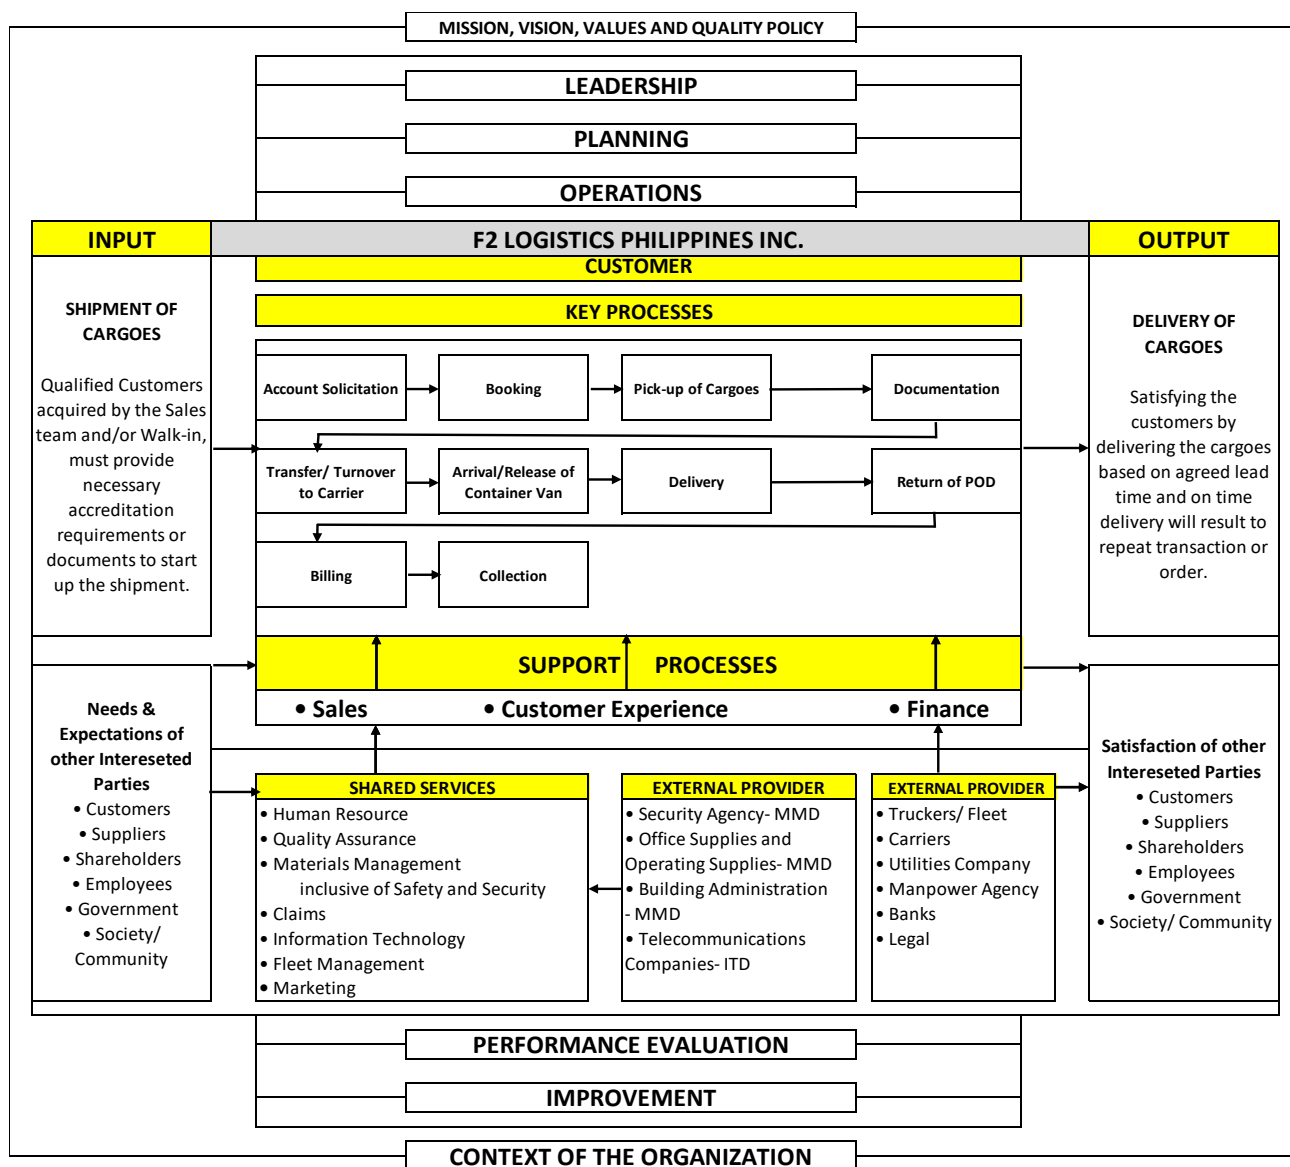 MISSION, VISION, VALUES AND QUALITY POLICY
LEADERSHIP
PLANNING
OPERATIONS
INPUT
F2 LOGISTICS PHILIPPINES INC.
OUTPUT
CUSTOMER
KEY PROCESSES
SHIPMENT OF
CARGOES
Qualified Customers
acquired by the Sales
team and/or Walk-in,
must provide
necessary
accreditation
requirements or
documents to start
up the shipment.
Account Solicitation
Booking
Pick-up of Cargoes
Documentation
Transfer/ Turnover
to Carrier
Arrival/Release of
Container Van
Delivery
Return of POD
Billing
Collection
DELIVERY OF
CARGOES
Satisfying the
customers by
delivering the cargoes
based on agreed lead
time and on time
delivery will result to
repeat transaction or
order.
SUPPORT PROCESSES
• Sales
• Customer Experience
• Finance
Needs &
Expectations of
other Intereseted
Parties
• Customers
• Suppliers
• Shareholders
• Employees
• Government
• Society/
Community
SHARED SERVICES
• Human Resource
• Quality Assurance
• Materials Management
inclusive of Safety and Security
• Claims
• Information Technology
• Fleet Management
• Marketing
EXTERNAL PROVIDER
• Security Agency- MMD
• Office Supplies and
Operating Supplies- MMD
• Building Administration
- MMD
• Telecommunications
Companies- ITD
EXTERNAL PROVIDER
• Truckers/ Fleet
• Carriers
• Utilities Company
• Manpower Agency
• Banks
• Legal
Satisfaction of other
Intereseted Parties
• Customers
• Suppliers
• Shareholders
• Employees
• Government
• Society/ Community
PERFORMANCE EVALUATION
IMPROVEMENT
CONTEXT OF THE ORGANIZATION